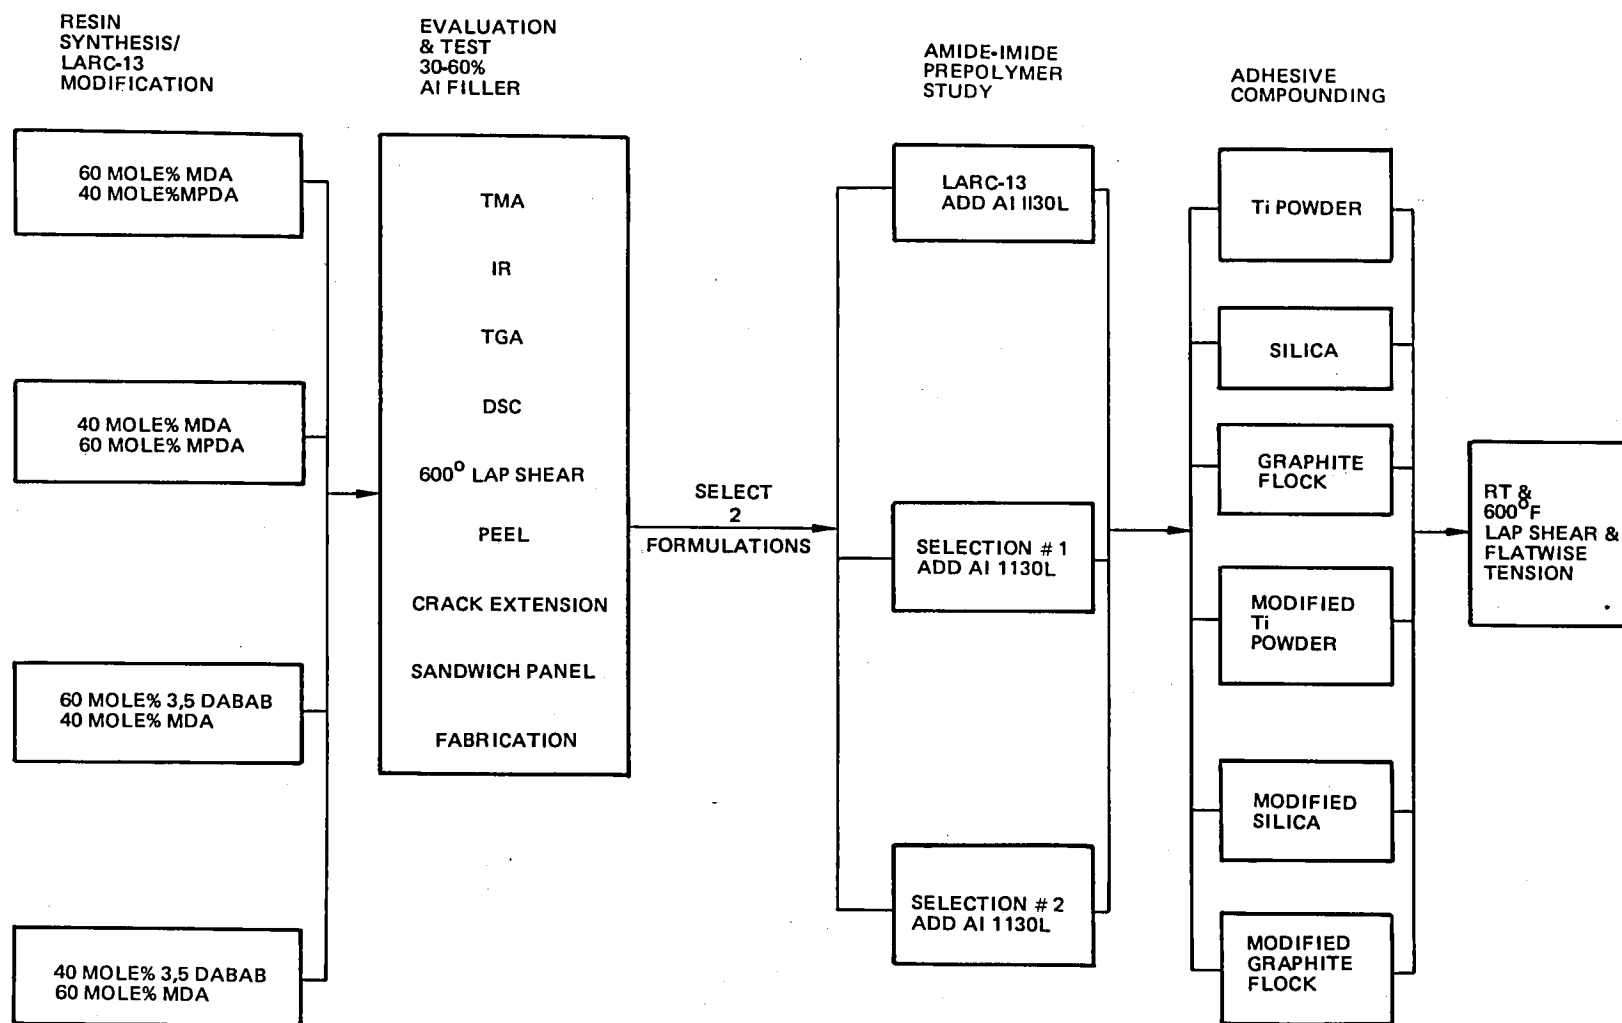 RESIN
SYNTHESIS/
LARC-13
MODIFICATION
60 MOLE% MDA
40 MOLE%MPDA
40 MOLE% MDA
60 MOLE% MPDA
60 MOLE% 3,5 DABAB
40 MOLE% MDA
40 MOLE% 3,5 DABAB
60 MOLE% MDA
EVALUATION
& TEST
30-60%
Al FILLER
TMA
IR
TGA
DSC
600° LAP SHEAR
PEEL
CRACK EXTENSION
SANDWICH PANEL
FABRICATION
SELECT
2
FORMULATIONS
AMIDE-IMIDE
PREPOLYMER
STUDY
LARC-13
ADD AI 1130L
SELECTION # 1
ADD AI 1130L
SELECTION # 2
ADD AI 1130L
ADHESIVE
COMPOUNDING
Ti POWDER
SILICA
GRAPHITE
FLOCK
MODIFIED
Ti
POWDER
MODIFIED
SILICA
MODIFIED
GRAPHITE
FLOCK
RT &
600°F
LAP SHEAR &
FLATWISE
TENSION